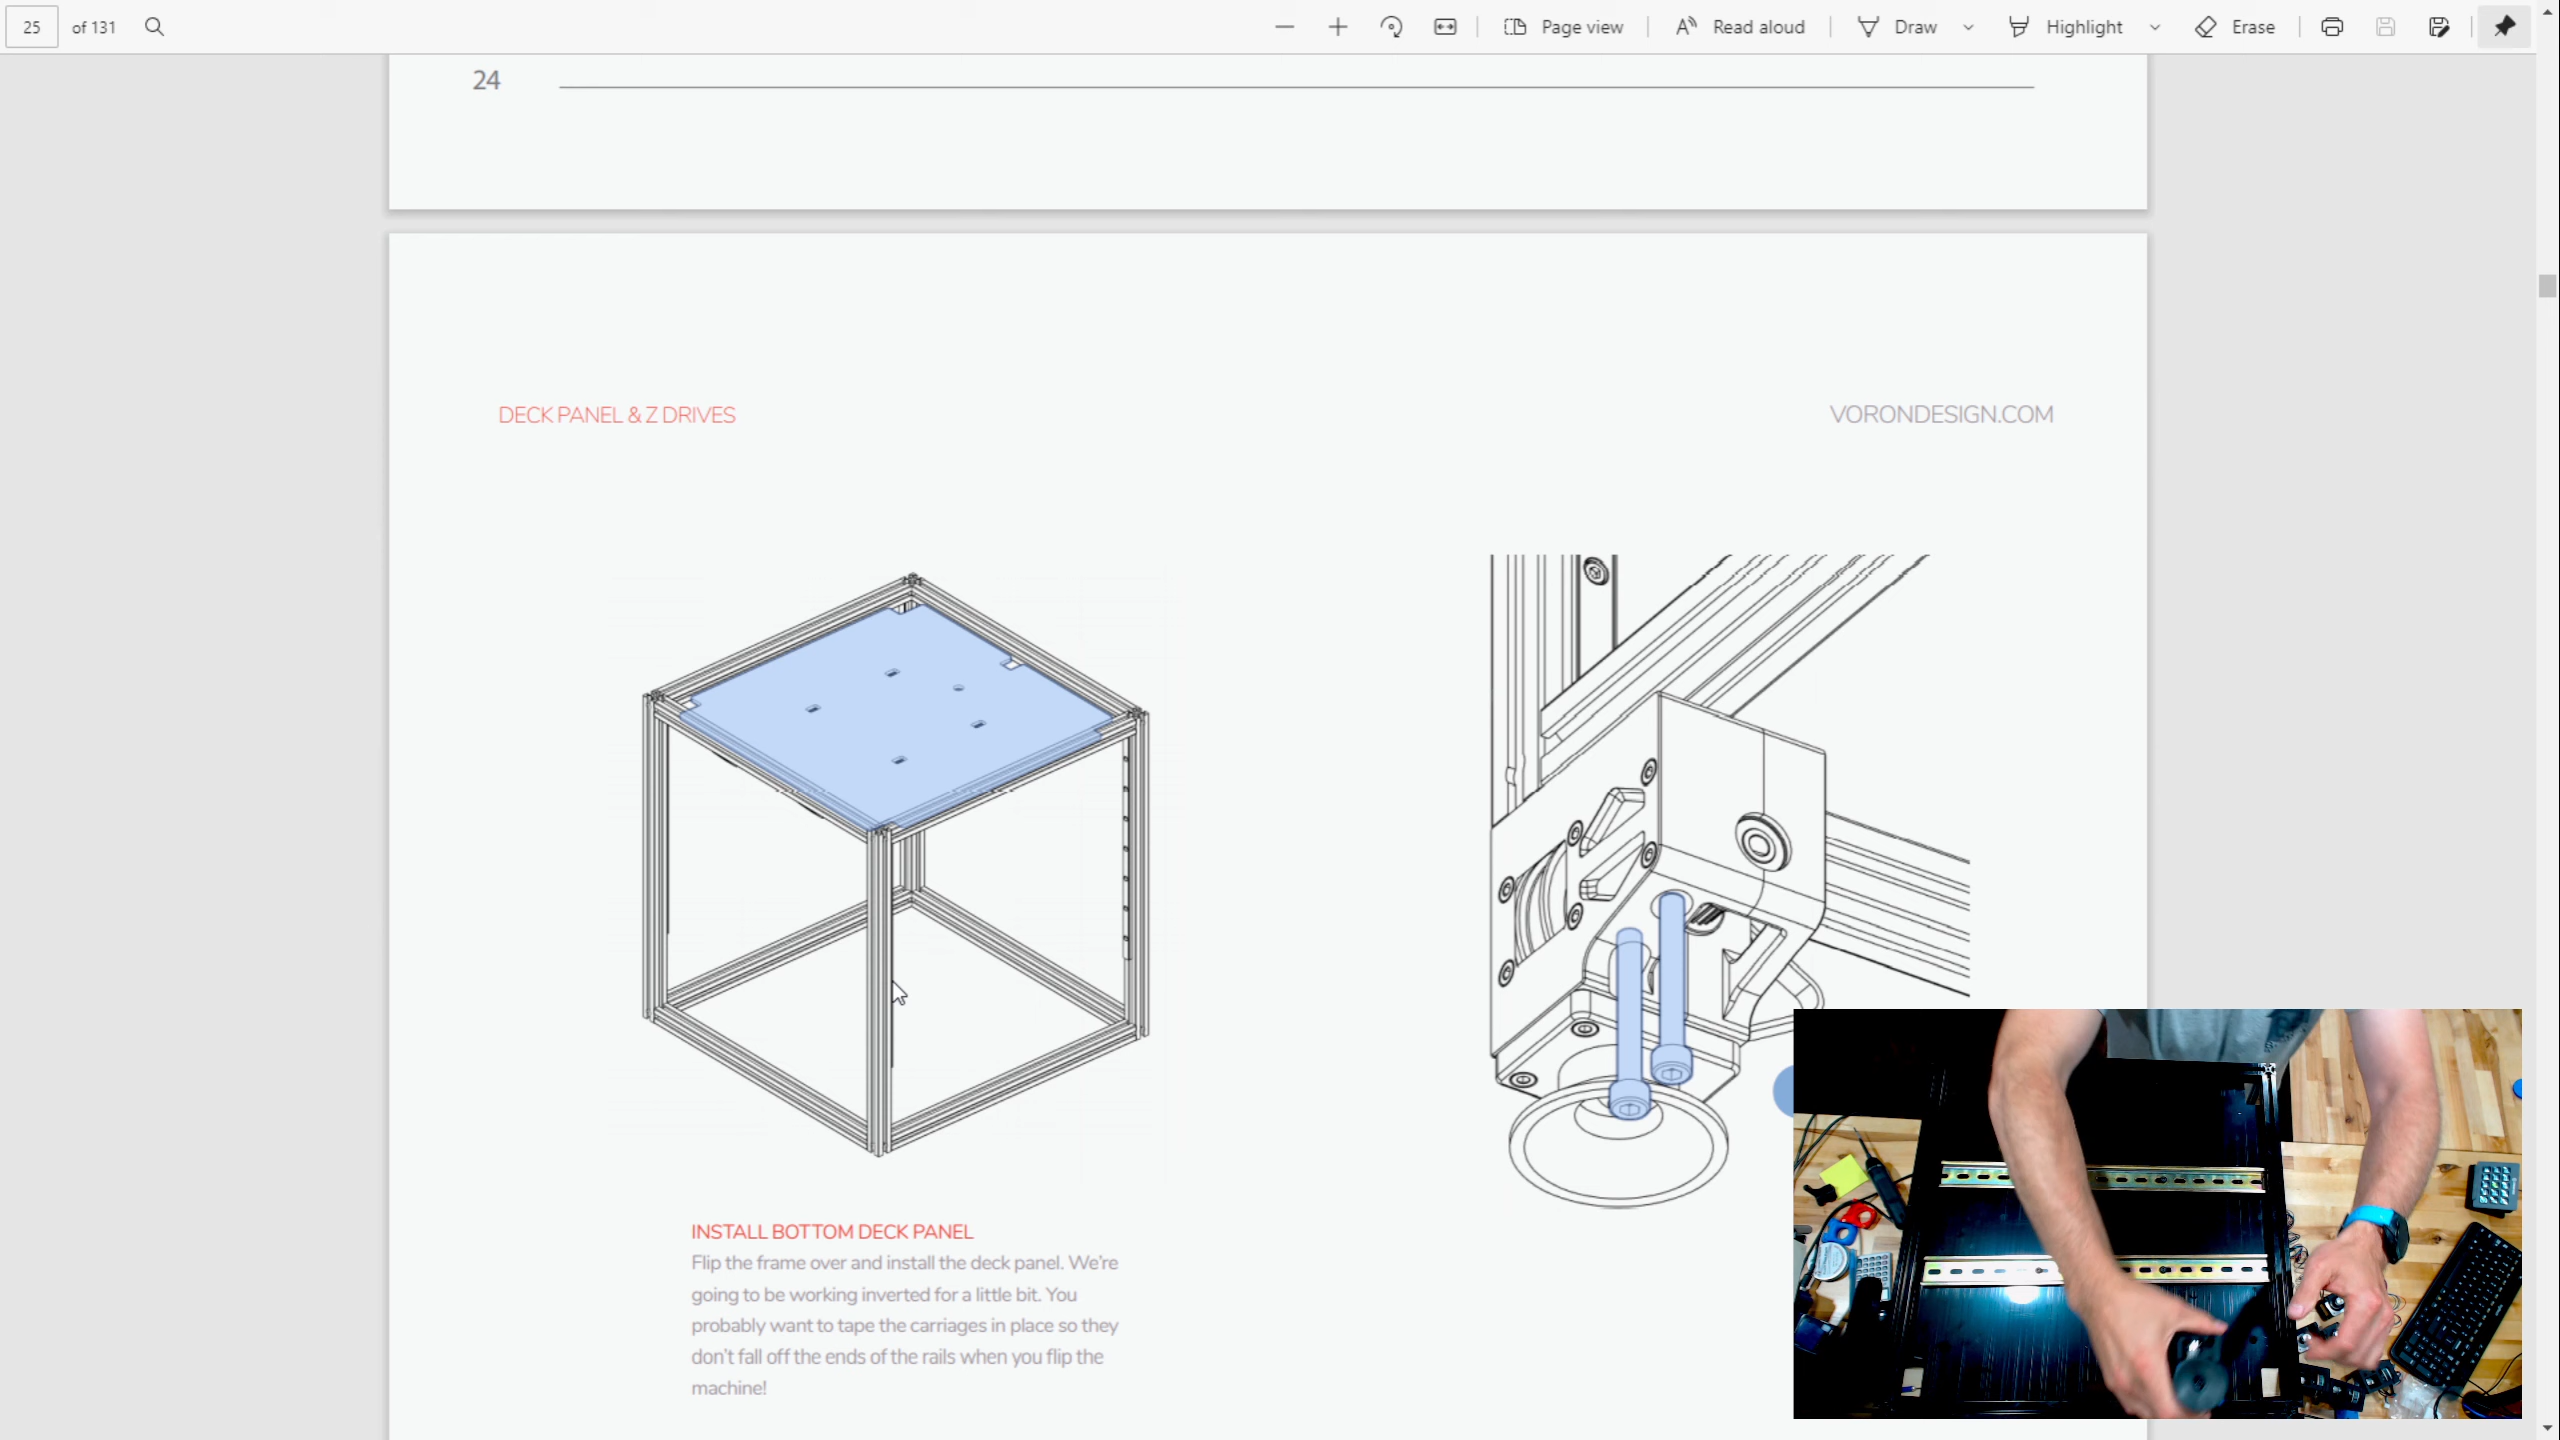 25 of 131 Page view Read aloud Draw Highlight Erase
24
DECK PANEL & Z DRIVES VORONDESIGN.COM
INSTALL BOTTOM DECK PANEL
Flip the frame over and install the deck panel. We're
going to be working inverted for a little bit. You
probably want to tape the carriages in place so they
don't fall off the ends of the rails when you flip the
machine!